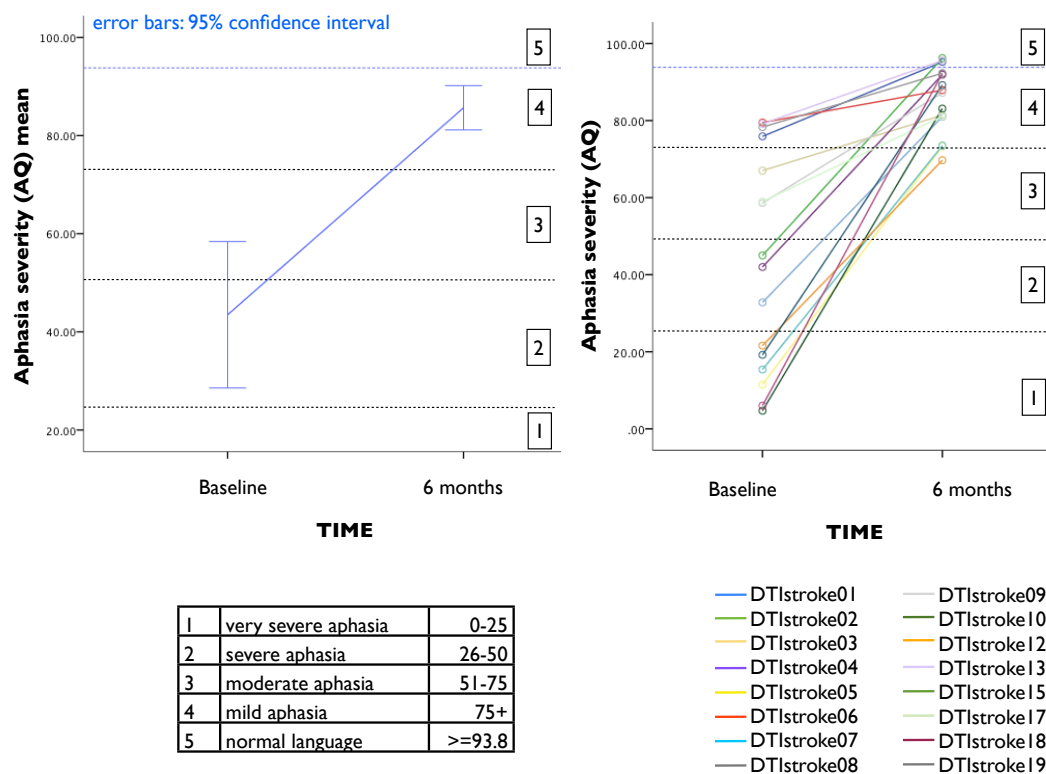 error bars: 95% confidence interval
Aphasia severity (AQ) mean
100.00
80.00
60.00
40.00
20.00
5
4
3
2
1
Baseline
6 months
TIME
Aphasia severity (AQ)
100.00
80.00
60.00
40.00
20.00
.00
5
4
3
2
1
Baseline
6 months
TIME
1 very severe aphasia 0-25
2 severe aphasia 26-50
3 moderate aphasia 51-75
4 mild aphasia 75+
5 normal language >=93.8
DTIstroke01
DTIstroke02
DTIstroke03
DTIstroke04
DTIstroke05
DTIstroke06
DTIstroke07
DTIstroke08
DTIstroke09
DTIstroke10
DTIstroke12
DTIstroke13
DTIstroke15
DTIstroke17
DTIstroke18
DTIstroke19